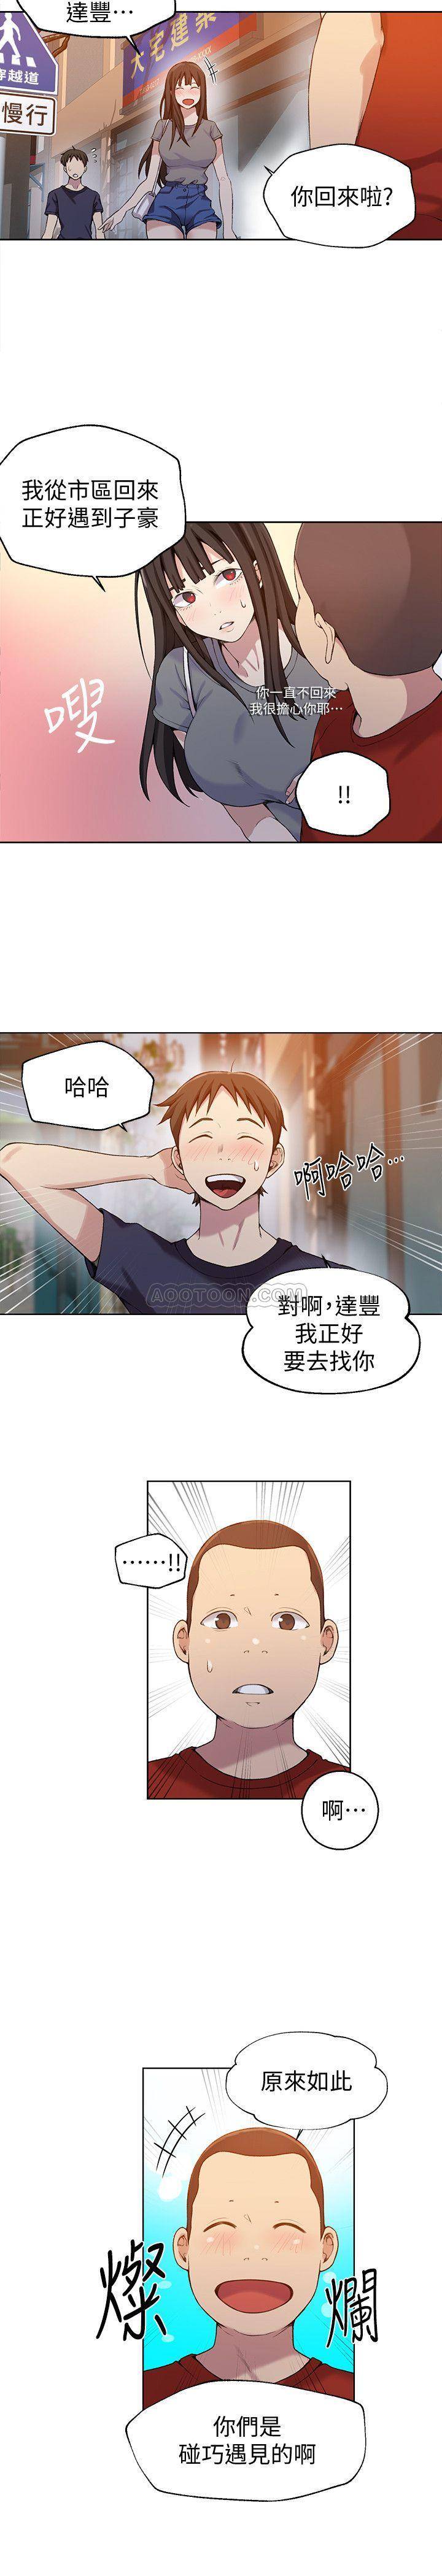 達豐…
大宅建築
穿越道
慢行
你回來啦?
我從市區回來
正好遇到子豪
你一直不回來
我很擔心你耶…
嗖
!!
哈哈
啊哈哈…
AOOTOON.COM
對啊,達豐
我正好
要去找你
……!!
啊…
原來如此
燦
爛
你們是
碰巧遇見的啊